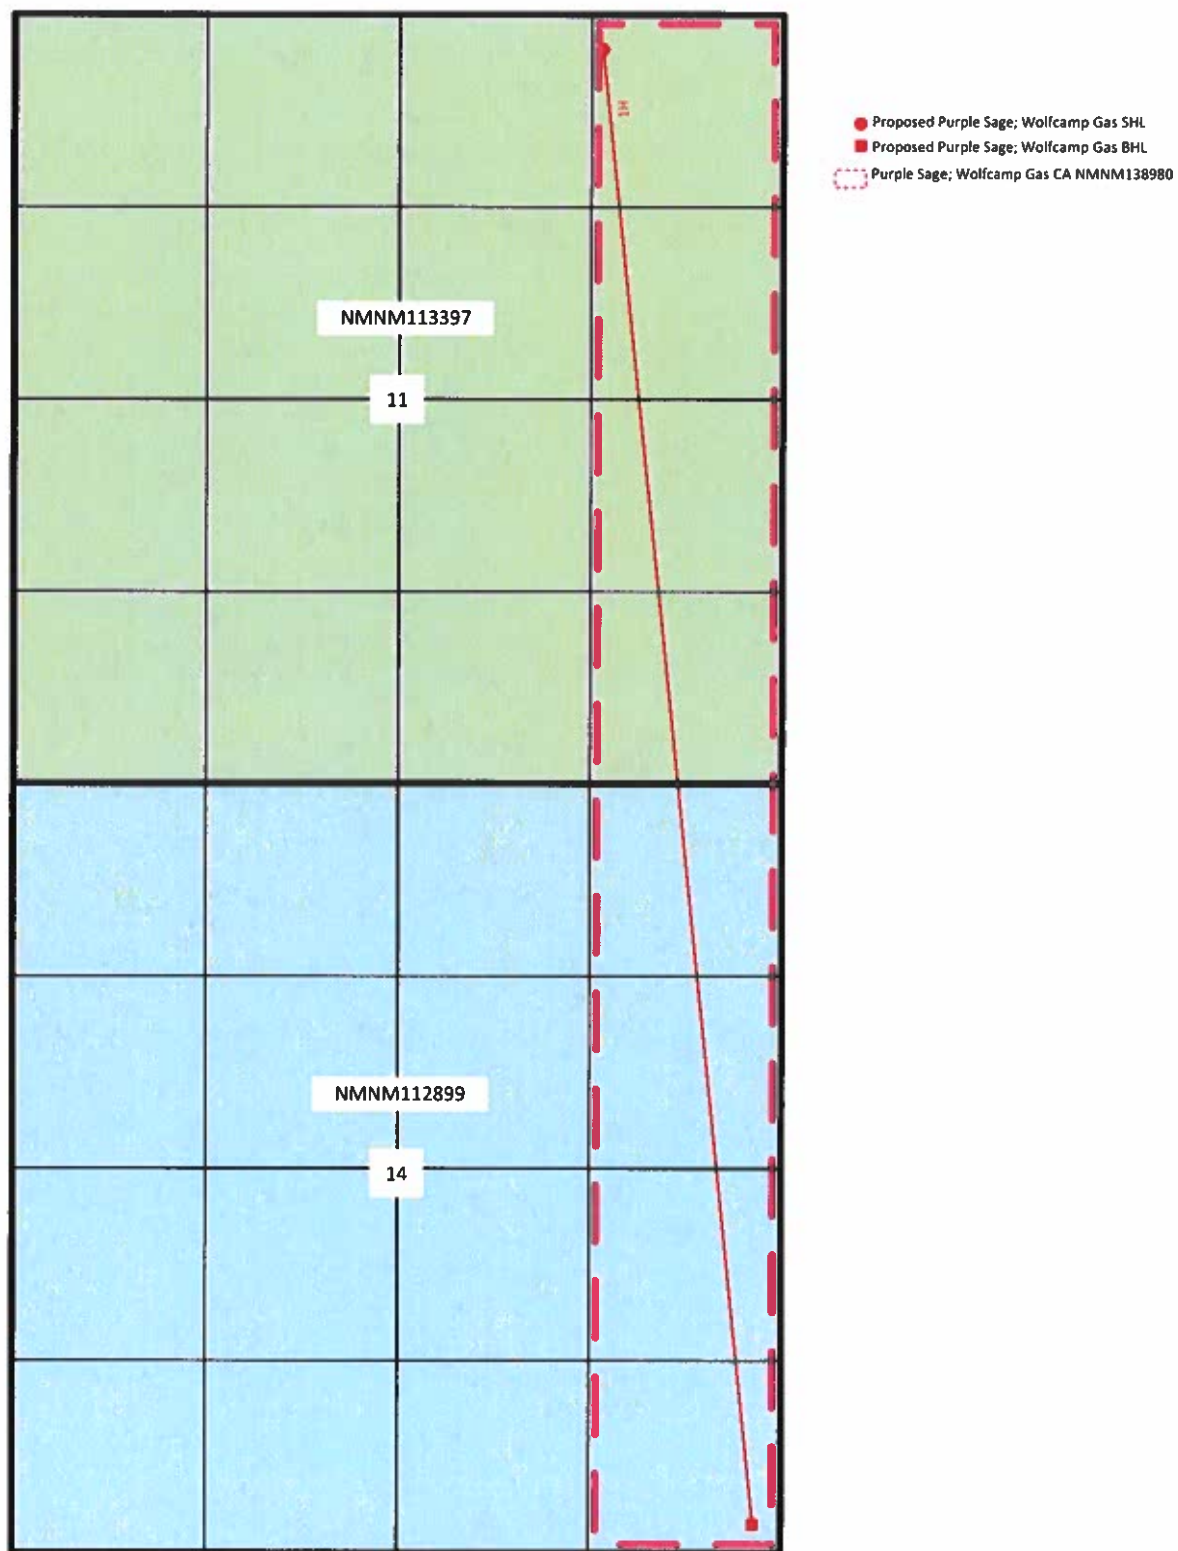 1H
Proposed Purple Sage; Wolfcamp Gas SHL
Proposed Purple Sage; Wolfcamp Gas BHL
Purple Sage; Wolfcamp Gas CA NMNM138980
NMNM113397
11
NMNM112899
14